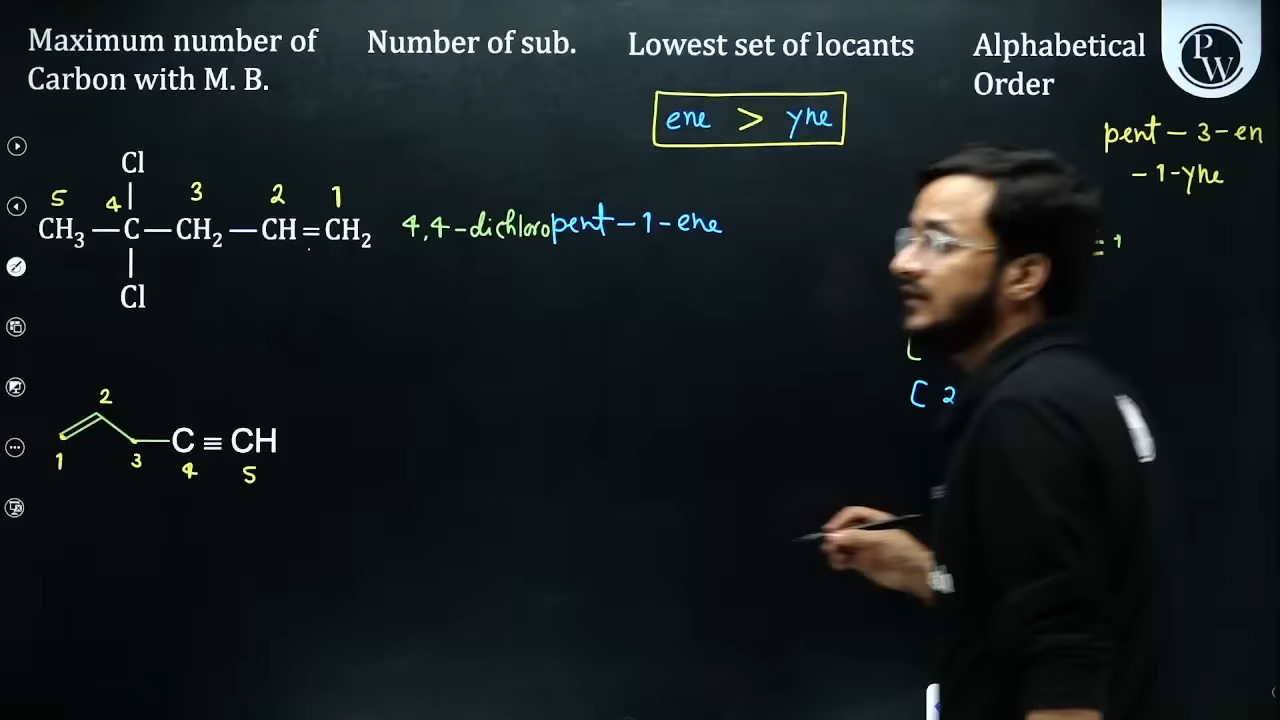 Maximum number of
Carbon with M. B.
Number of sub.
Lowest set of locants
Alphabetical
Order
PW
ene > yne
pent – 3 – en
– 1 – yne
Cl
5 4 3 2 1
CH₃ — C — CH₂ — CH = CH₂
Cl
4,4-dichloropent – 1 – ene
2
C ≡ CH
1 3 4 5
[ 2